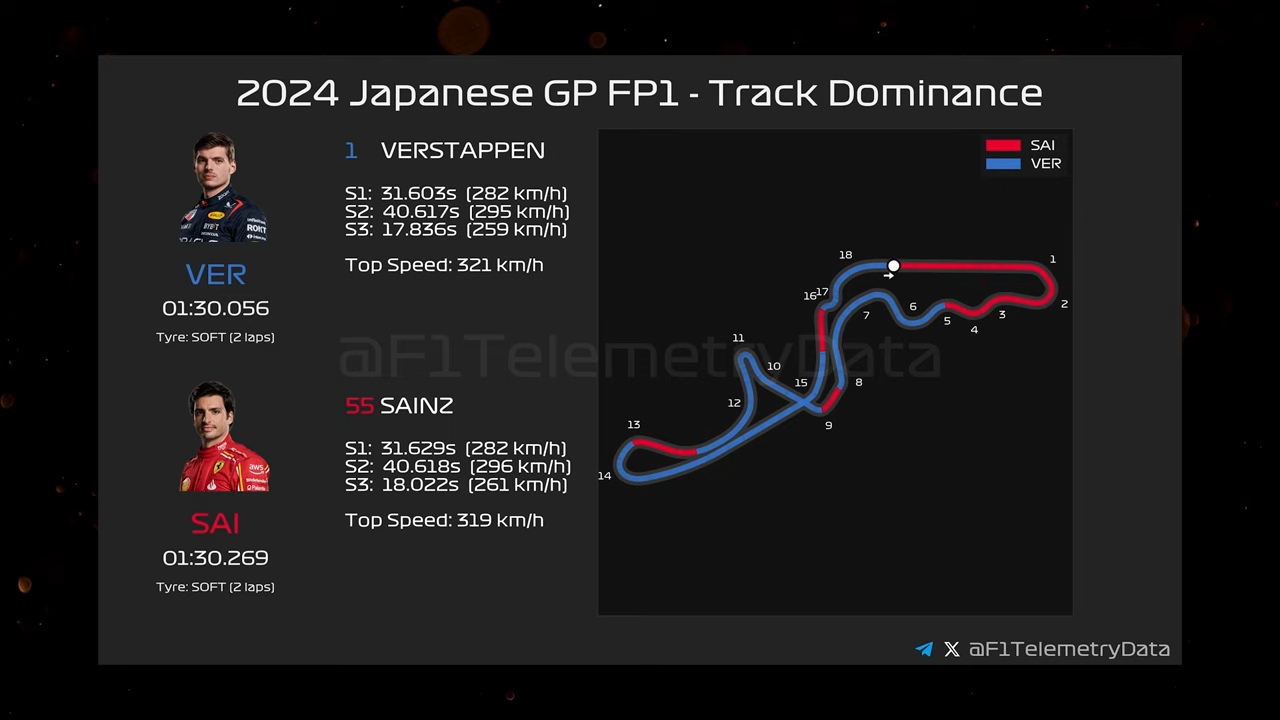 2024 Japanese GP FP1 - Track Dominance
1 VERSTAPPEN
S1: 31.603s (282 km/h)
S2: 40.617s (295 km/h)
S3: 17.836s (259 km/h)
Top Speed: 321 km/h
VER
01:30.056
Tyre: SOFT (2 laps)
55 SAINZ
S1: 31.629s (282 km/h)
S2: 40.618s (296 km/h)
S3: 18.022s (261 km/h)
Top Speed: 319 km/h
SAI
01:30.269
Tyre: SOFT (2 laps)
SAI
VER
18
1
2
3
4
5
6
7
8
9
10
11
12
13
14
15
16
17
@F1TelemetryData
@F1TelemetryData